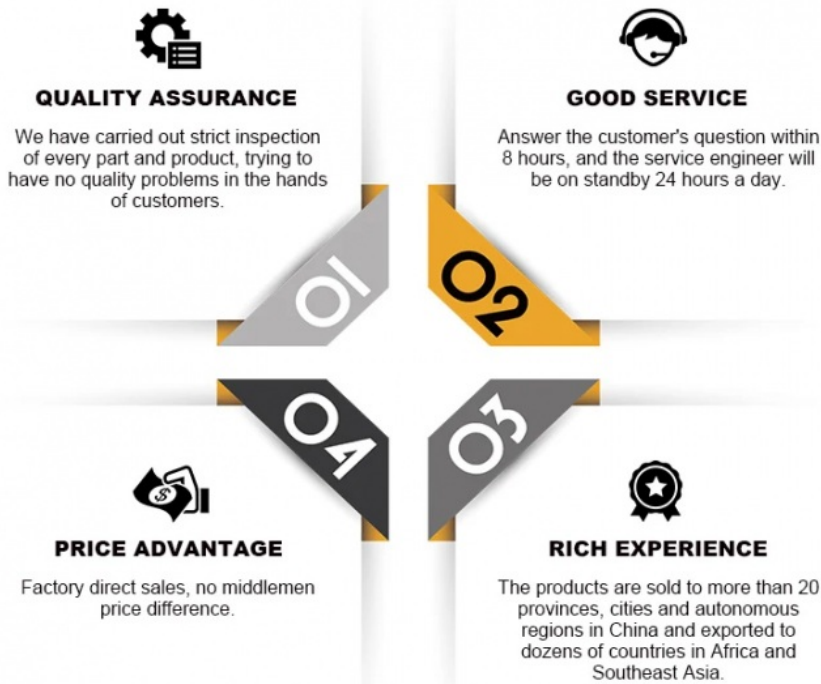 QUALITY ASSURANCE
We have carried out strict inspection
of every part and product, trying to
have no quality problems in the hands
of customers.
01
GOOD SERVICE
Answer the customer's question within
8 hours, and the service engineer will
be on standby 24 hours a day.
02
04
PRICE ADVANTAGE
Factory direct sales, no middlemen
price difference.
03
RICH EXPERIENCE
The products are sold to more than 20
provinces, cities and autonomous
regions in China and exported to
dozens of countries in Africa and
Southeast Asia.
$